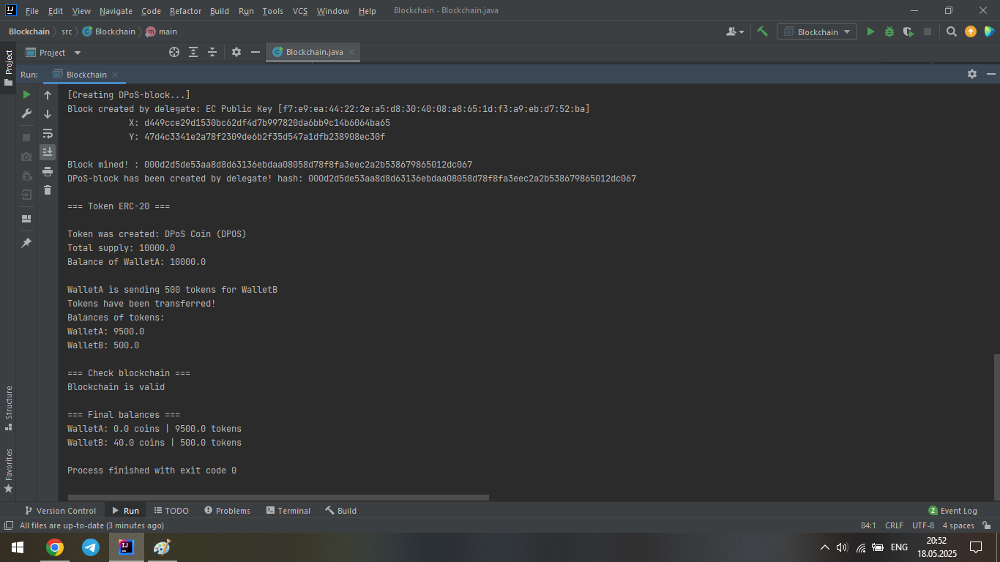 File Edit View Navigate Code Refactor Build Run Tools VCS Window Help Blockchain - Blockchain.java
Blockchain src Blockchain main Blockchain
Project Blockchain.java
Project
Run: Blockchain
[Creating DPoS-block...]
Block created by delegate: EC Public Key [f7:e9:ea:44:22:2e:a5:d8:30:40:08:a8:65:1d:f3:a9:eb:d7:52:ba]
X: d449cce29d1530bc62df4d7b997820da6bb9c14b6064ba65
Y: 47d4c3341e2a78f2309de6b2f35d547a1dfb238908ec30f
Block mined! : 000d2d5de53aa8d8d63136ebdaa08058d78f8fa3eec2a2b538679865012dc067
DPoS-block has been created by delegate! hash: 000d2d5de53aa8d8d63136ebdaa08058d78f8fa3eec2a2b538679865012dc067
=== Token ERC-20 ===
Token was created: DPoS Coin (DPOS)
Total supply: 10000.0
Balance of WalletA: 10000.0
WalletA is sending 500 tokens for WalletB
Tokens have been transferred!
Balances of tokens:
WalletA: 9500.0
WalletB: 500.0
=== Check blockchain ===
Blockchain is valid
=== Final balances ===
WalletA: 0.0 coins | 9500.0 tokens
WalletB: 40.0 coins | 500.0 tokens
Process finished with exit code 0
Structure
Favorites
Version Control Run TODO Problems Terminal Build 2 Event Log
All files are up-to-date (3 minutes ago) 84:1 CRLF UTF-8 4 spaces
ENG 20:52
18.05.2025